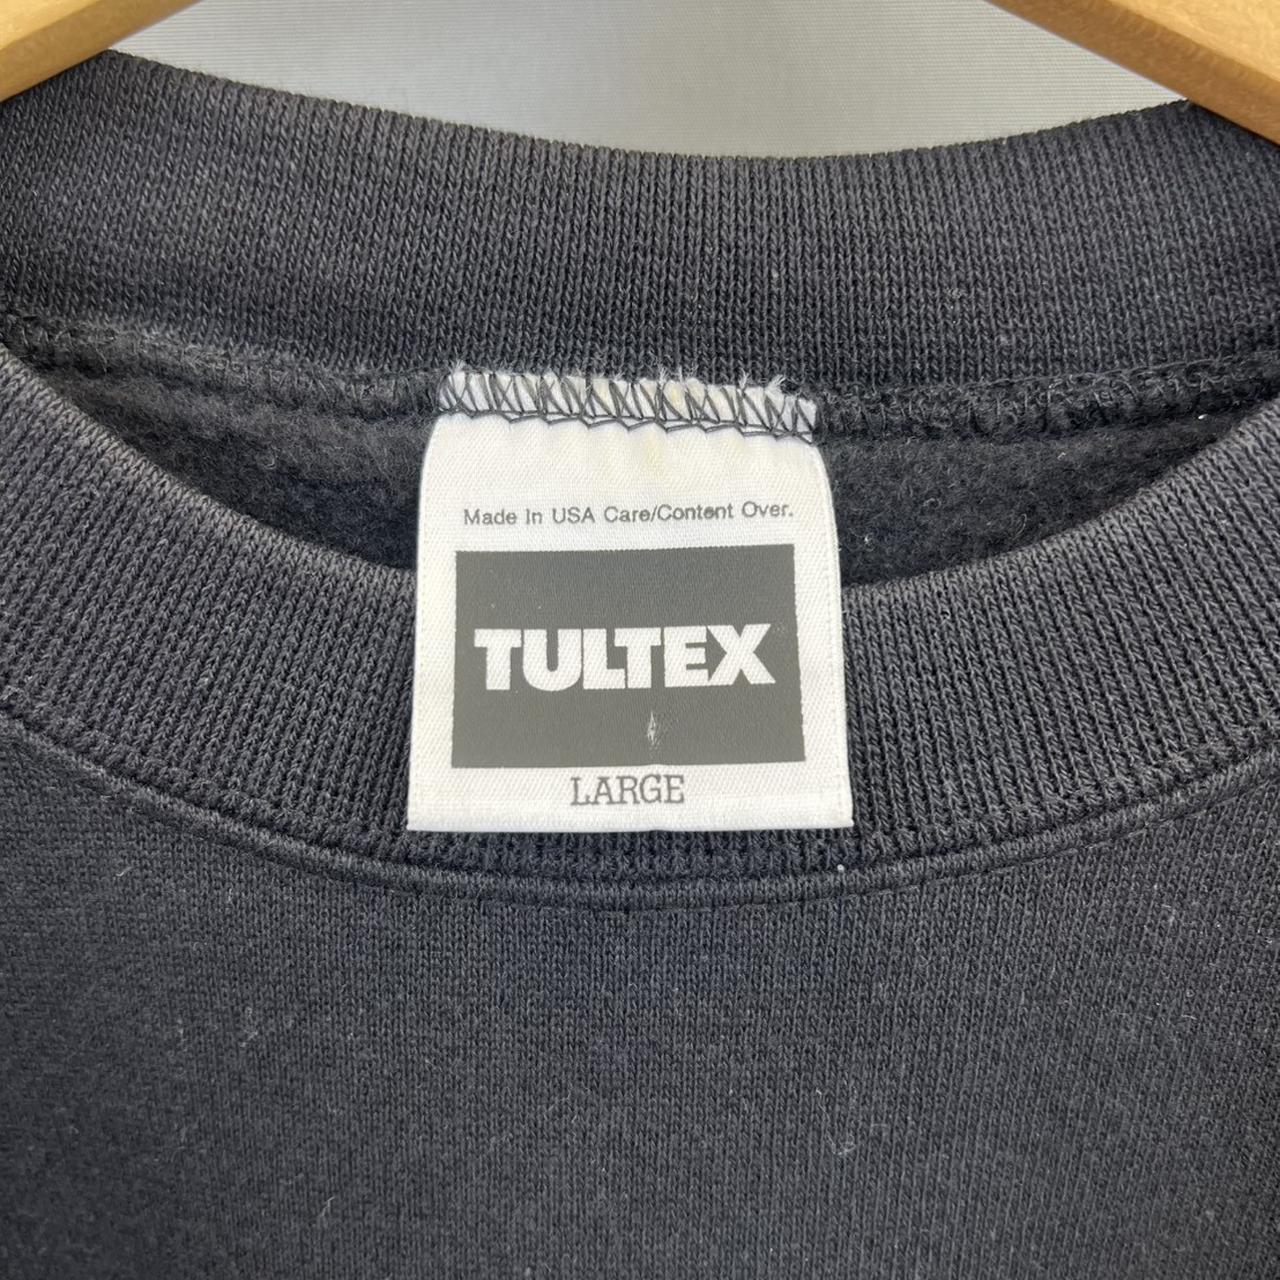 Made In USA Care/Content Over.
TULTEX
LARGE